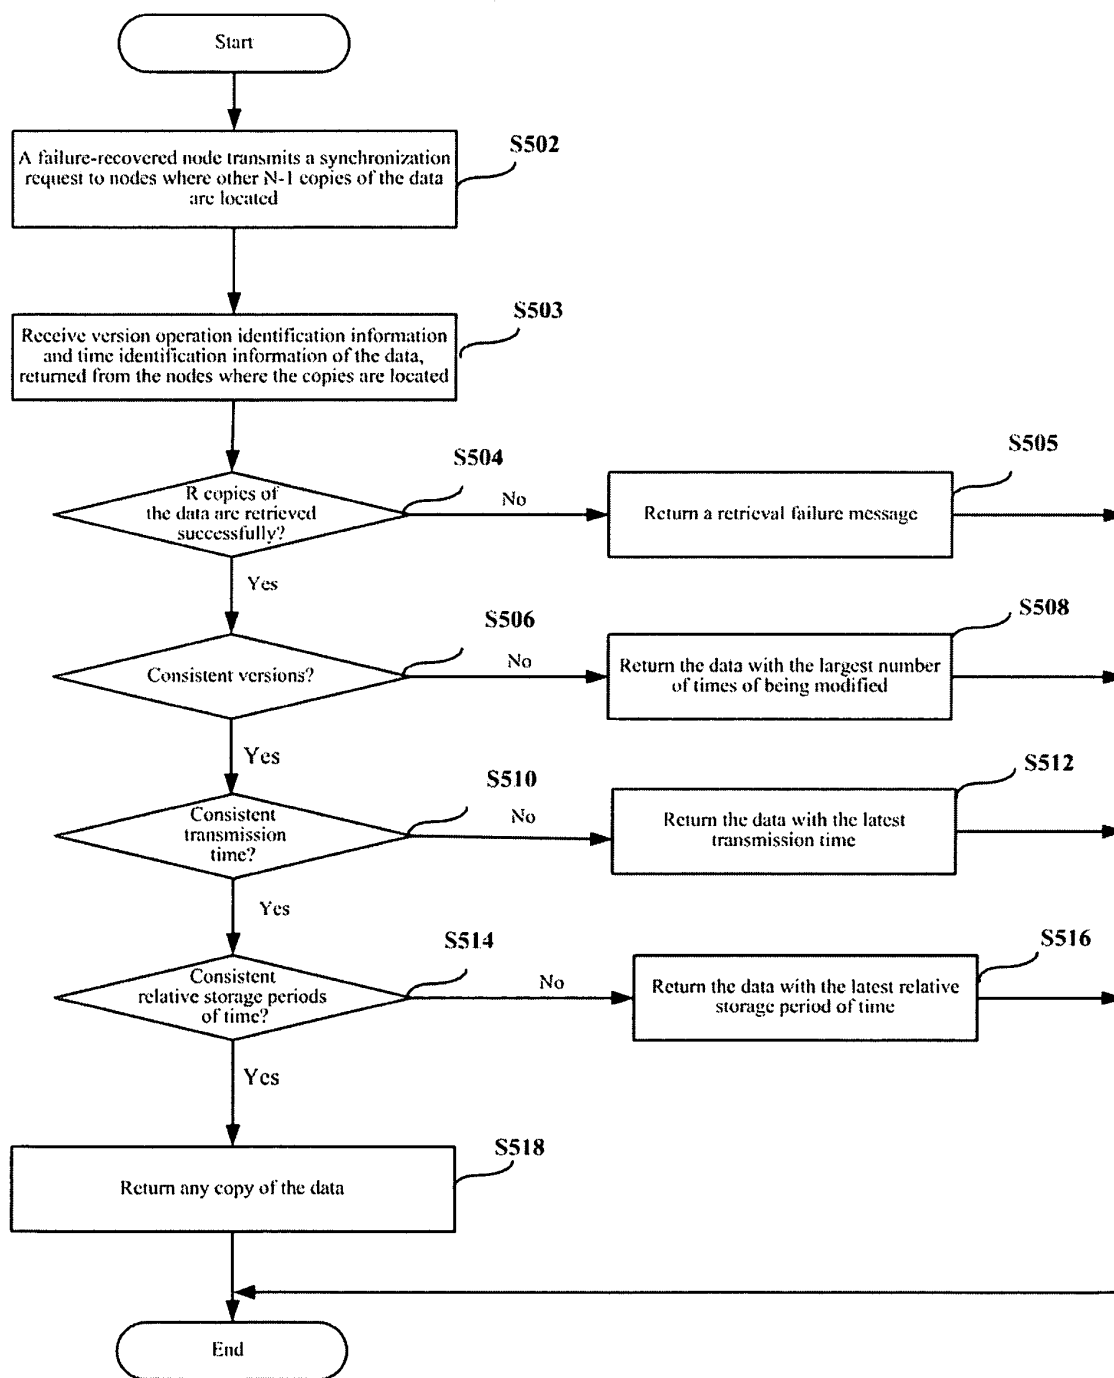 Start
S502
A failure-recovered node transmits a synchronization
request to nodes where other N-1 copies of the data
are located
S503
Receive version operation identification information
and time identification information of the data,
returned from the nodes where the copies are located
S504
R copies of
the data are retrieved
successfully?
No
S505
Return a retrieval failure message
Yes
S506
Consistent versions?
No
S508
Return the data with the largest number
of times of being modified
Yes
S510
Consistent
transmission
time?
No
S512
Return the data with the latest
transmission time
Yes
S514
Consistent
relative storage periods
of time?
No
S516
Return the data with the latest relative
storage period of time
Yes
S518
Return any copy of the data
End